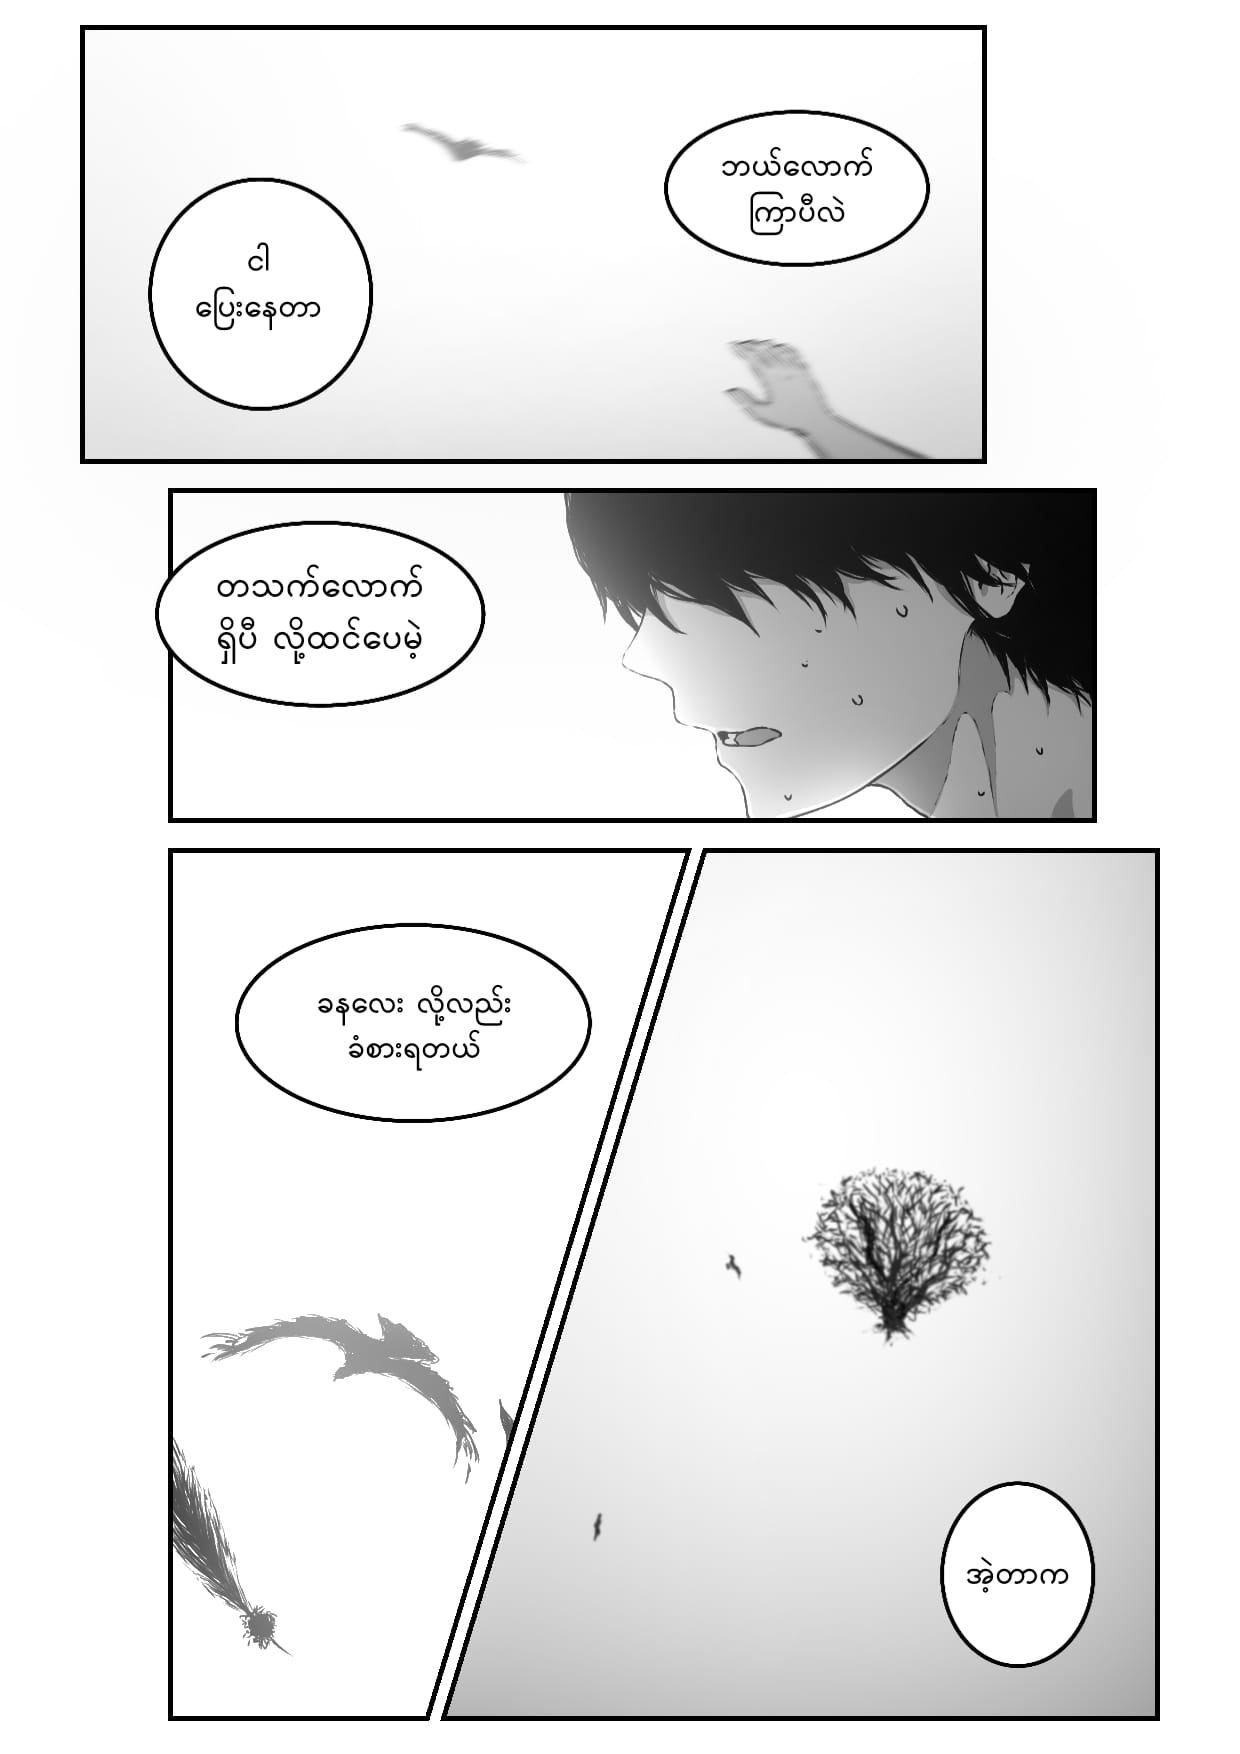 ဘယ်လောက်
ကြာပီလဲ
ငါ
ပြေးနေတာ
တသက်လောက်
ရှိပီ လို့ထင်ပေမဲ့
ခနလေး လို့လည်း
ခံစားရတယ်
အဲ့တာက